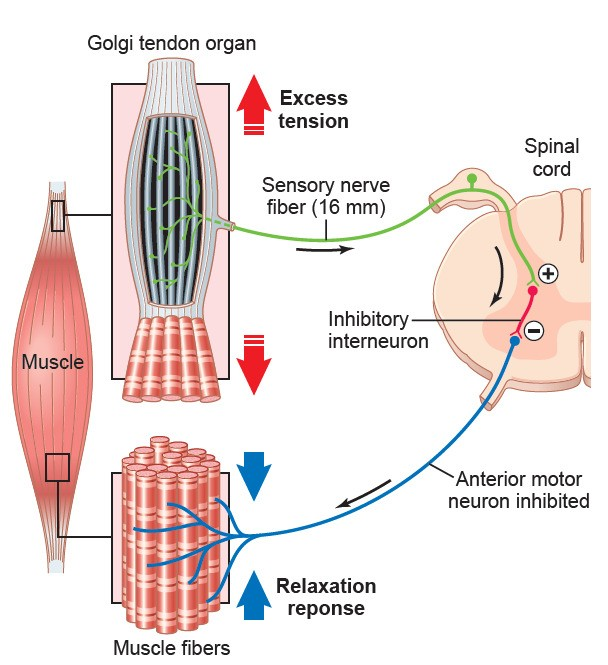 Golgi tendon organ
Excess
tension
Spinal
cord
Sensory nerve
fiber (16 mm)
+
Inhibitory
interneuron
−
Muscle
Anterior motor
neuron inhibited
Relaxation
reponse
Muscle fibers